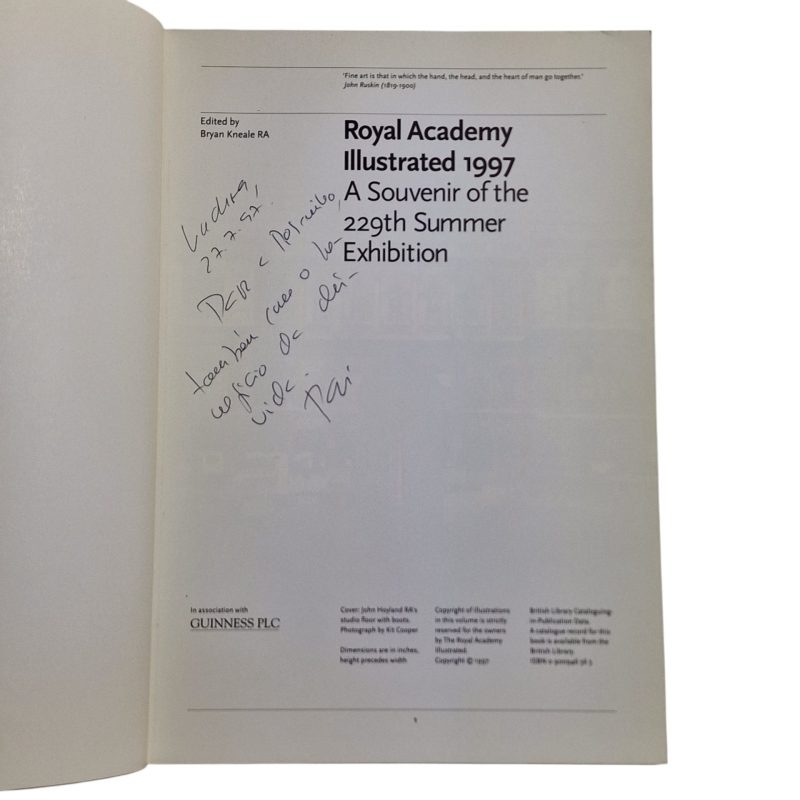 'Fine art is that in which the hand, the head, and the heart of man go together.'
John Ruskin (1819-1900)
Edited by
Bryan Kneale RA
Royal Academy
Illustrated 1997
A Souvenir of the
229th Summer
Exhibition
27.7.97.
também com o be-
nefício da dú-
vida.
Pai
In association with
GUINNESS PLC
Cover: John Hoyland RA's
studio floor with boots.
Photograph by Kit Cooper
Dimensions are in inches,
height precedes width
Copyright of illustrations
in this volume is strictly
reserved for the owners
by The Royal Academy
Illustrated.
Copyright © 1997
British Library Cataloguing-
in-Publication Data.
A catalogue record for this
book is available from the
British Library